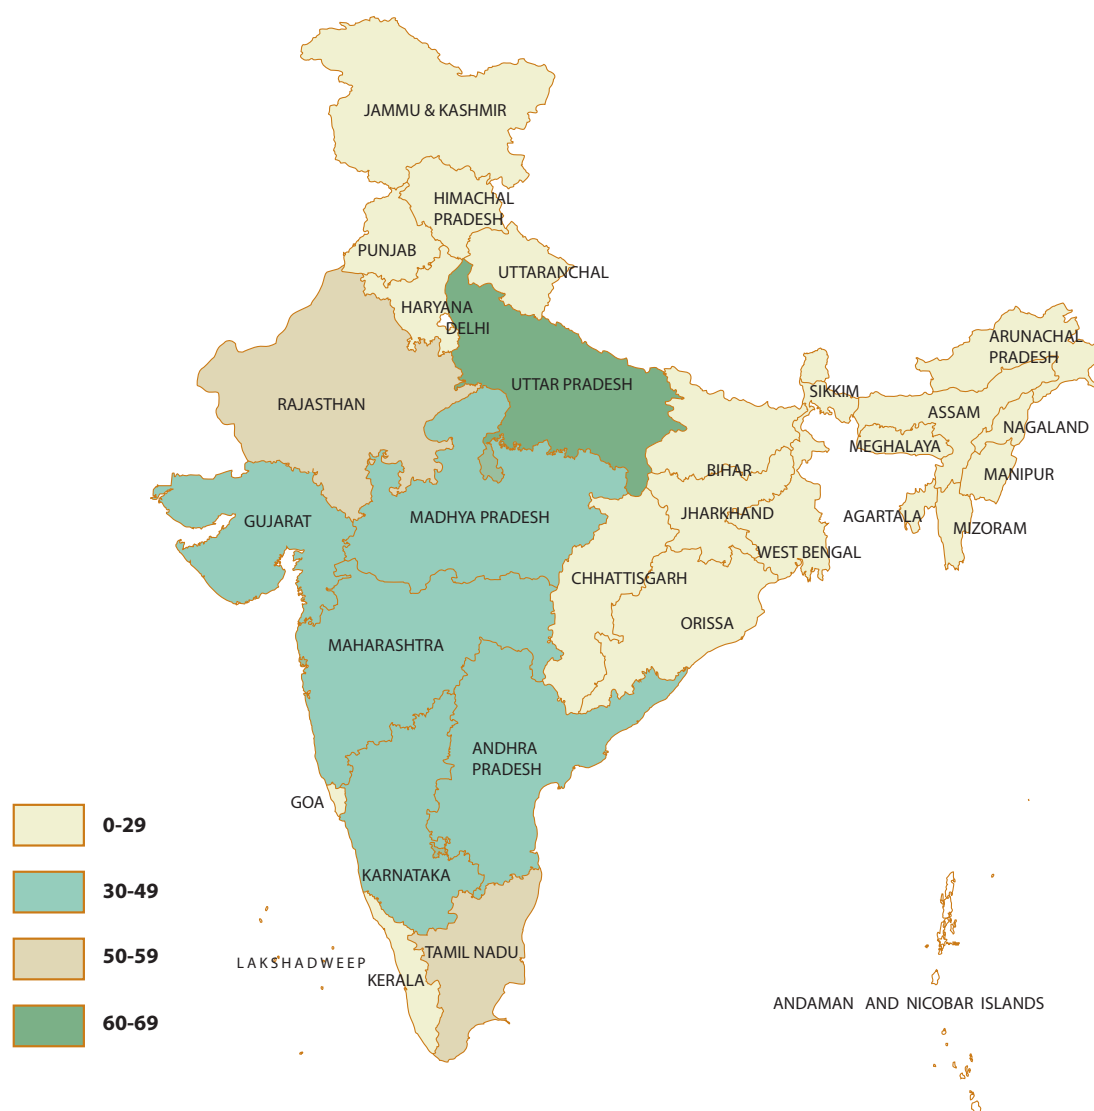 JAMMU & KASHMIR
HIMACHAL
PRADESH
PUNJAB
UTTARANCHAL
HARYANA
DELHI
ARUNACHAL
PRADESH
UTTAR PRADESH
SIKKIM
RAJASTHAN
ASSAM
NAGALAND
MEGHALAYA
BIHAR
MANIPUR
JHARKHAND
AGARTALA
MADHYA PRADESH
GUJARAT
MIZORAM
WEST BENGAL
CHHATTISGARH
ORISSA
MAHARASHTRA
ANDHRA
PRADESH
GOA
0-29
KARNATAKA
30-49
TAMIL NADU
50-59
LAKSHADWEEP
KERALA
ANDAMAN AND NICOBAR ISLANDS
60-69